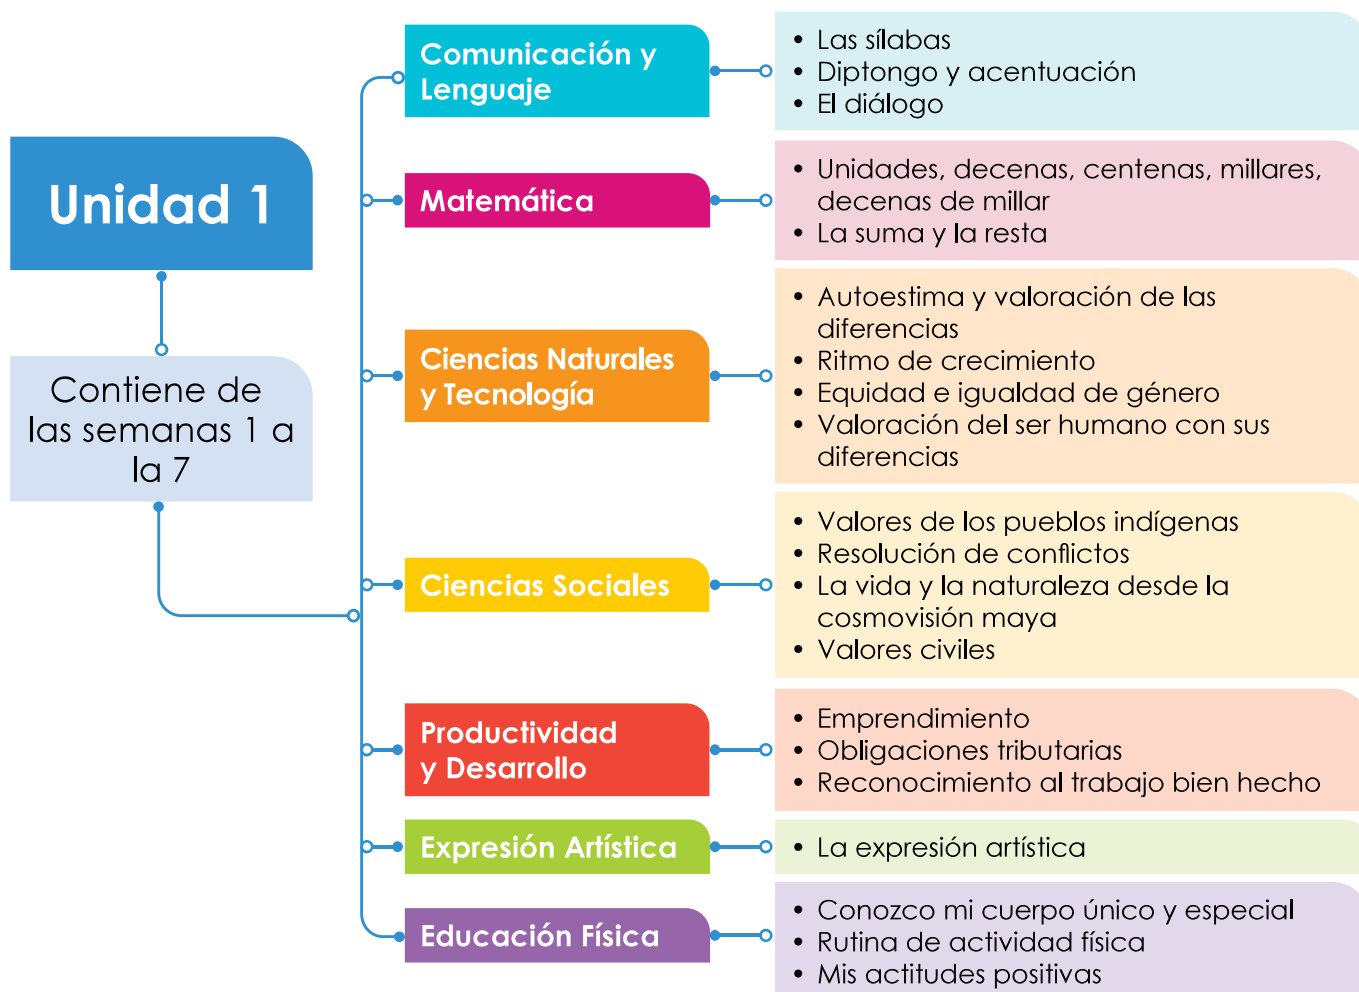 Unidad 1
Contiene de
las semanas 1 a
la 7
Comunicación y
Lenguaje
• Las sílabas
• Diptongo y acentuación
• El diálogo
Matemática
• Unidades, decenas, centenas, millares,
decenas de millar
• La suma y la resta
Ciencias Naturales
y Tecnología
• Autoestima y valoración de las
diferencias
• Ritmo de crecimiento
• Equidad e igualdad de género
• Valoración del ser humano con sus
diferencias
Ciencias Sociales
• Valores de los pueblos indígenas
• Resolución de conflictos
• La vida y la naturaleza desde la
cosmovisión maya
• Valores civiles
Productividad
y Desarrollo
• Emprendimiento
• Obligaciones tributarias
• Reconocimiento al trabajo bien hecho
Expresión Artística
• La expresión artística
Educación Física
• Conozco mi cuerpo único y especial
• Rutina de actividad física
• Mis actitudes positivas